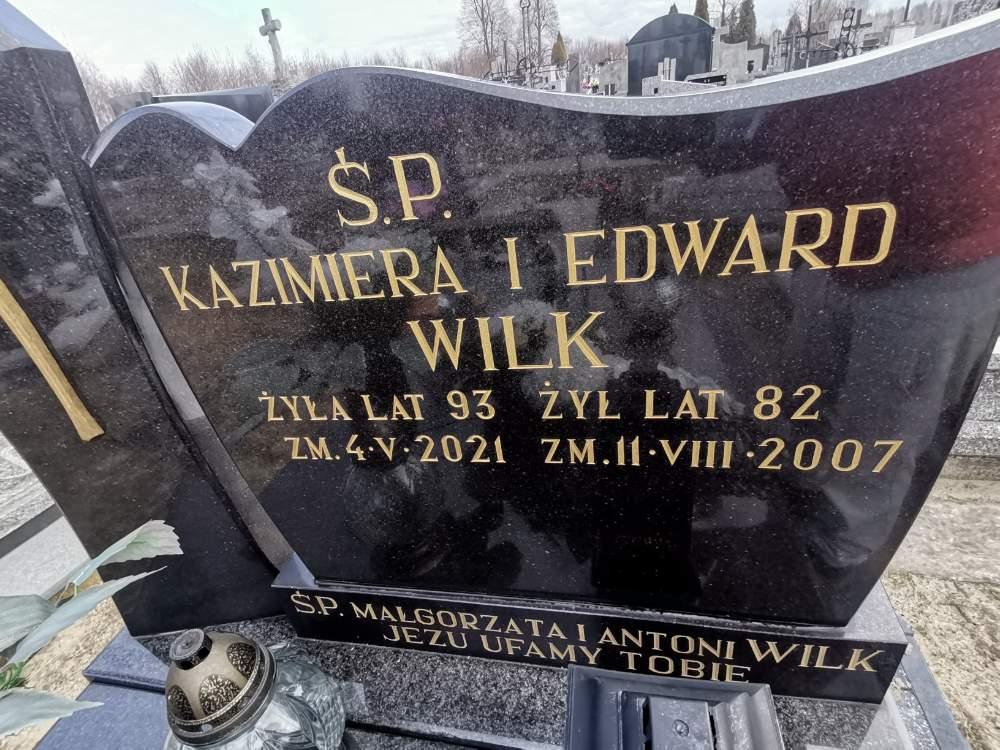 Ś.P.
KAZIMIERA I EDWARD
WILK
ŻYŁA LAT 93 ŻYŁ LAT 82
ZM. 4·V·2021 ZM. 11·VIII·2007
ŚP. MAŁGORZATA I ANTONI WILK
JEZU UFAMY TOBIE